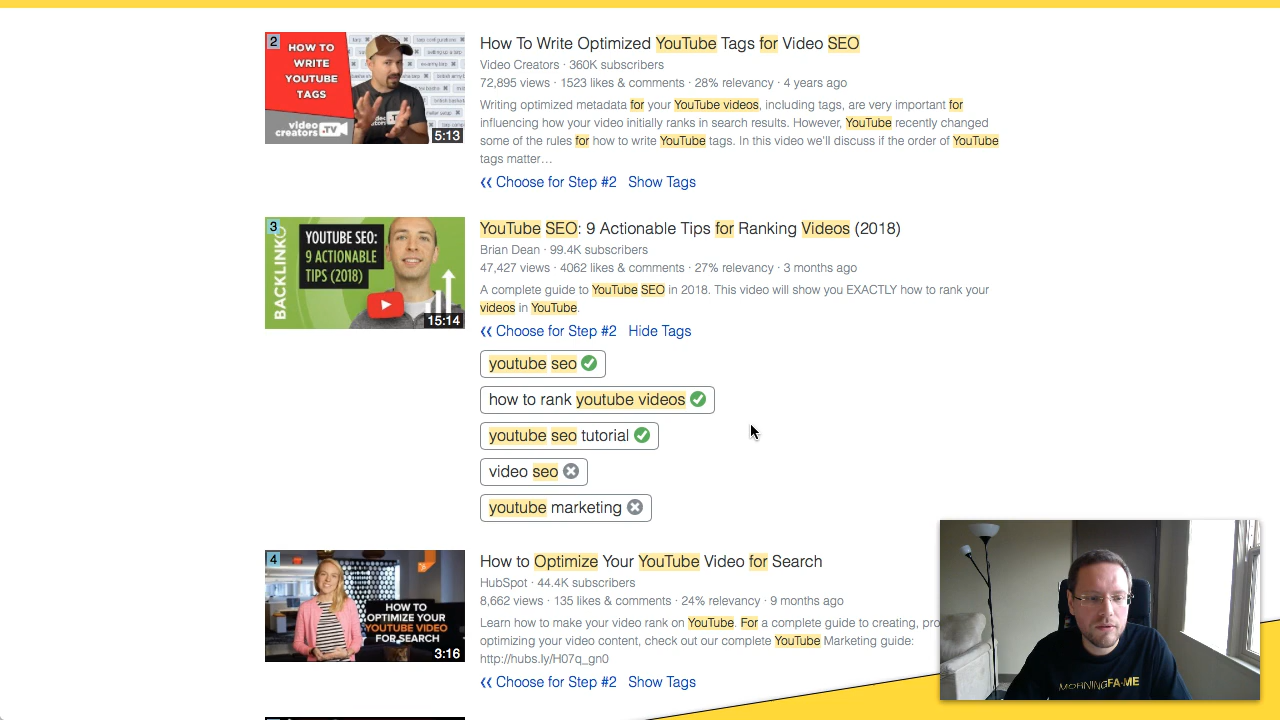 2
HOW TO
WRITE
YOUTUBE
TAGS
video
creators.TV
5:13
How To Write Optimized YouTube Tags for Video SEO
Video Creators · 360K subscribers
72,895 views · 1523 likes & comments · 28% relevancy · 4 years ago
Writing optimized metadata for your YouTube videos, including tags, are very important for
influencing how your video initially ranks in search results. However, YouTube recently changed
some of the rules for how to write YouTube tags. In this video we'll discuss if the order of YouTube
tags matter…
❮❮ Choose for Step #2 Show Tags
3
BACKLINKO
YOUTUBE SEO:
9 ACTIONABLE
TIPS (2018)
15:14
YouTube SEO: 9 Actionable Tips for Ranking Videos (2018)
Brian Dean · 99.4K subscribers
47,427 views · 4062 likes & comments · 27% relevancy · 3 months ago
A complete guide to YouTube SEO in 2018. This video will show you EXACTLY how to rank your
videos in YouTube.
❮❮ Choose for Step #2 Hide Tags
youtube seo
how to rank youtube videos
youtube seo tutorial
video seo
youtube marketing
4
HOW TO
OPTIMIZE YOUR
YOUTUBE VIDEO
FOR SEARCH
3:16
How to Optimize Your YouTube Video for Search
HubSpot · 44.4K subscribers
8,662 views · 135 likes & comments · 24% relevancy · 9 months ago
Learn how to make your video rank on YouTube. For a complete guide to creating, pro
optimizing your video content, check out our complete YouTube Marketing guide:
http://hubs.ly/H07q_gn0
❮❮ Choose for Step #2 Show Tags
MORNINGFA·ME